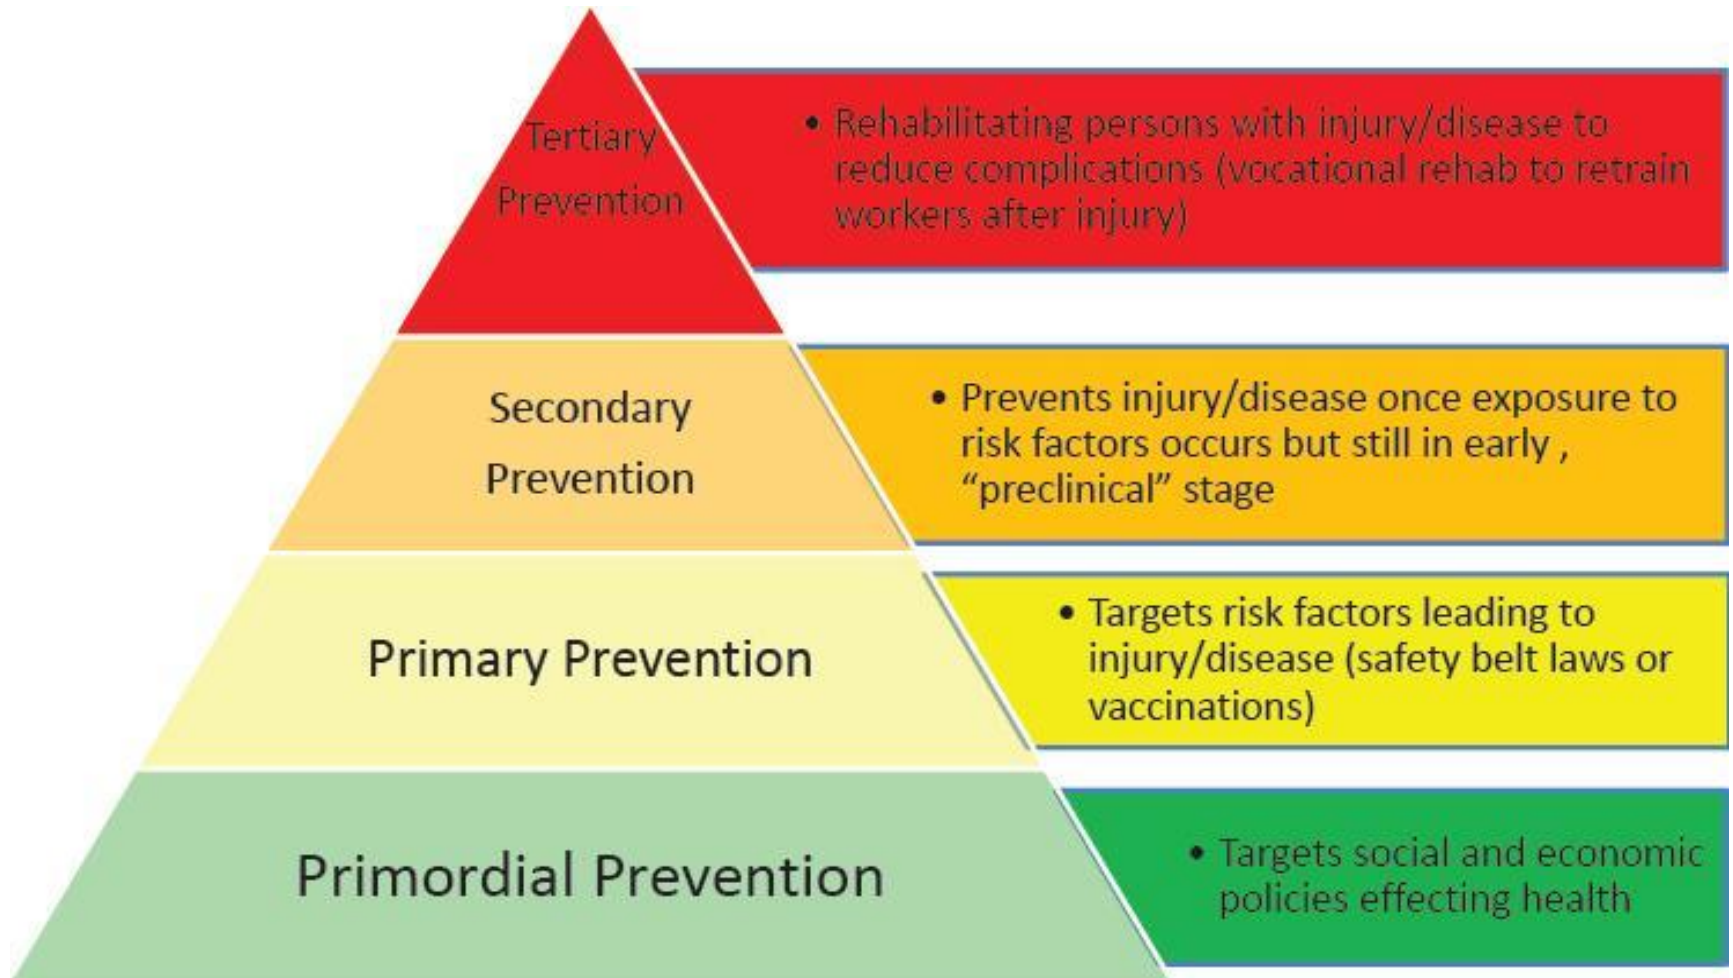 Tertiary
Prevention
• Rehabilitating persons with injury/disease to
reduce complications (vocational rehab to retrain
workers after injury)
Secondary
Prevention
• Prevents injury/disease once exposure to
risk factors occurs but still in early ,
“preclinical” stage
Primary Prevention
• Targets risk factors leading to
injury/disease (safety belt laws or
vaccinations)
Primordial Prevention
• Targets social and economic
policies effecting health